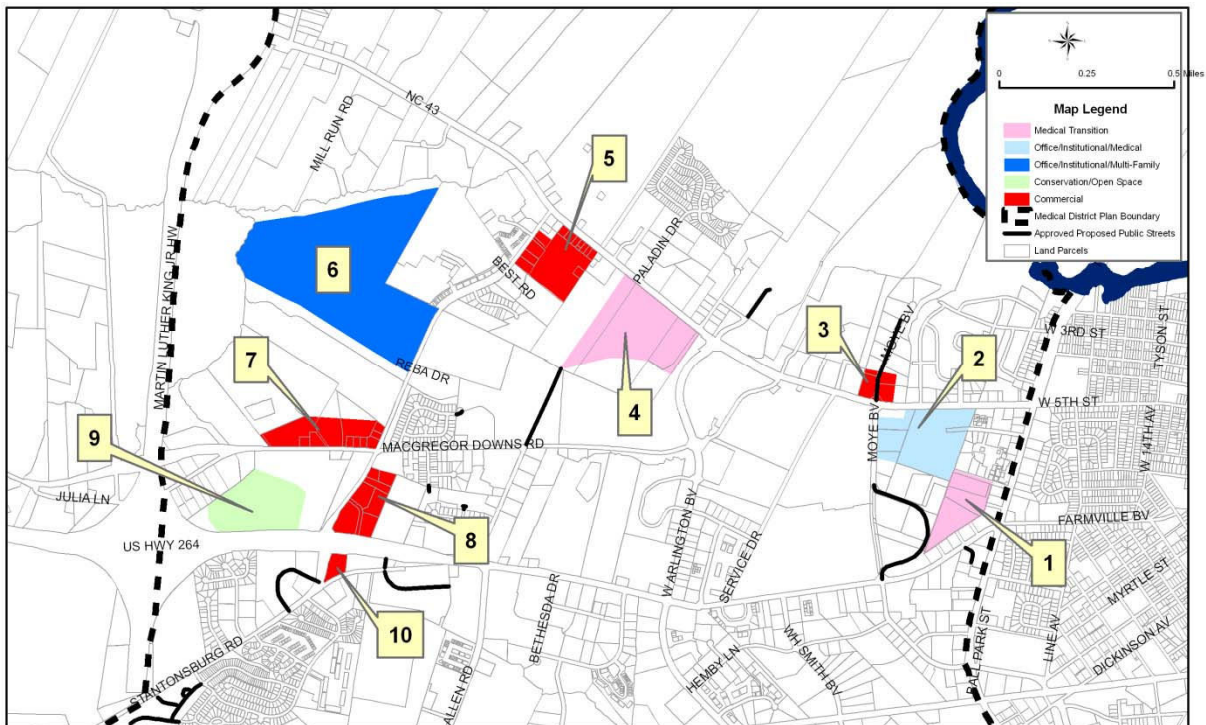 0 0.25 0.5 Miles
Map Legend
Medical Transition
Office/Institutional/Medical
Office/Institutional/Multi-Family
Conservation/Open Space
Commercial
Medical District Plan Boundary
Approved Proposed Public Streets
Land Parcels
NC 43
MILL RUN RD
MARTIN LUTHER KING JR HW
5
6
PALADIN DR
BEST RD
4
3
MOYE BV
2
W 3RD ST
TYSON ST
W 5TH ST
W 14TH AV
REBA DR
7
9
MACGREGOR DOWNS RD
MOYE BV
JULIA LN
US HWY 264
8
10
W ARLINGTON BV
SERVICE DR
1
FARMVILLE BV
MYRTLE ST
BALL PARK ST
LINE AV
DICKINSON AV
BETHESDA DR
HEMBY LN
WH SMITH BV
STANTONSBURG RD
ALLEN RD